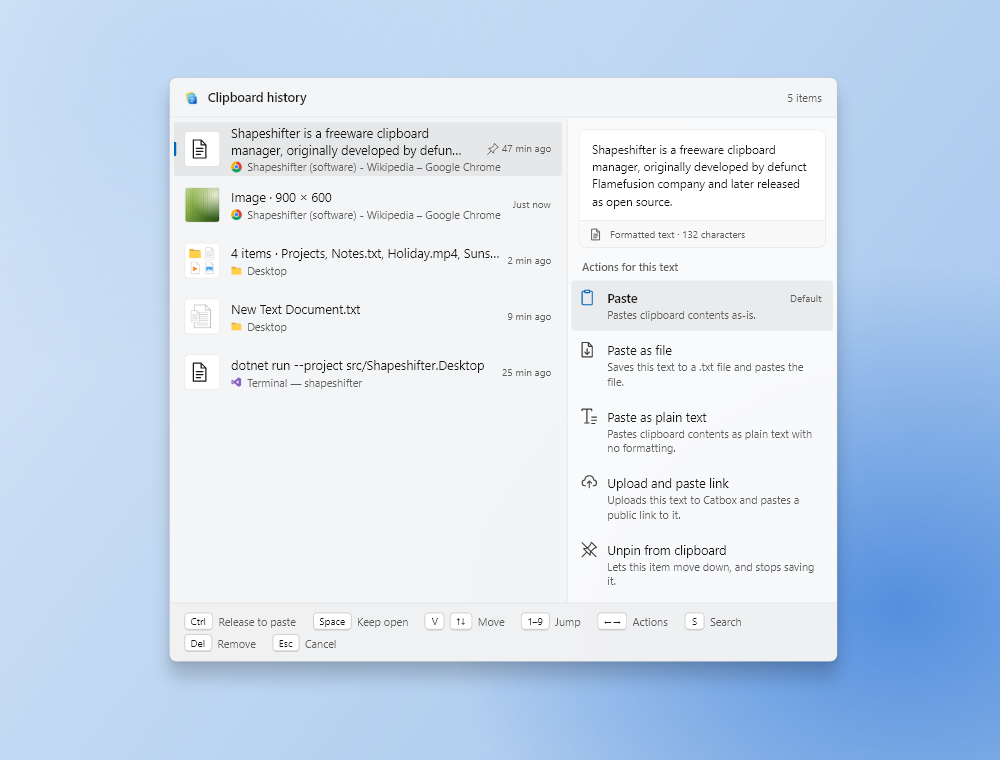 Clipboard history
5 items
Shapeshifter is a freeware clipboard
manager, originally developed by defun...
47 min ago
Shapeshifter (software) - Wikipedia – Google Chrome
Image · 900 × 600
Just now
Shapeshifter (software) - Wikipedia – Google Chrome
4 items · Projects, Notes.txt, Holiday.mp4, Suns...
2 min ago
Desktop
New Text Document.txt
9 min ago
Desktop
dotnet run --project src/Shapeshifter.Desktop
25 min ago
Terminal — shapeshifter
Shapeshifter is a freeware clipboard
manager, originally developed by defunct
Flamefusion company and later released
as open source.
Formatted text · 132 characters
Actions for this text
Paste
Default
Pastes clipboard contents as-is.
Paste as file
Saves this text to a .txt file and pastes the
file.
Paste as plain text
Pastes clipboard contents as plain text with
no formatting.
Upload and paste link
Uploads this text to Catbox and pastes a
public link to it.
Unpin from clipboard
Lets this item move down, and stops saving
it.
Ctrl Release to paste Space Keep open V ↑↓ Move 1–9 Jump ←→ Actions S Search
Del Remove Esc Cancel